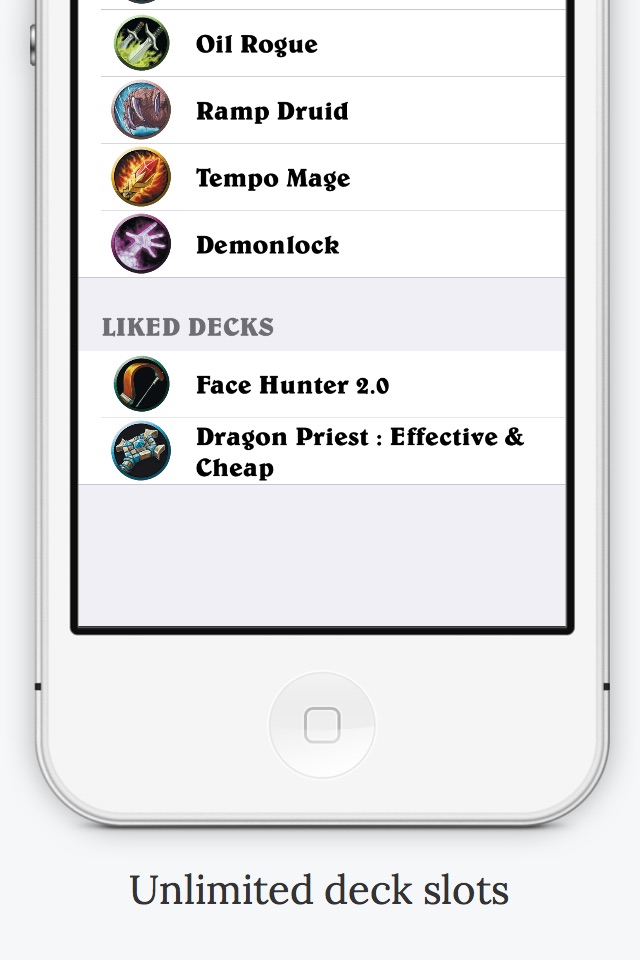 Oil Rogue
Ramp Druid
Tempo Mage
Demonlock
LIKED DECKS
Face Hunter 2.0
Dragon Priest : Effective &
Cheap
Unlimited deck slots